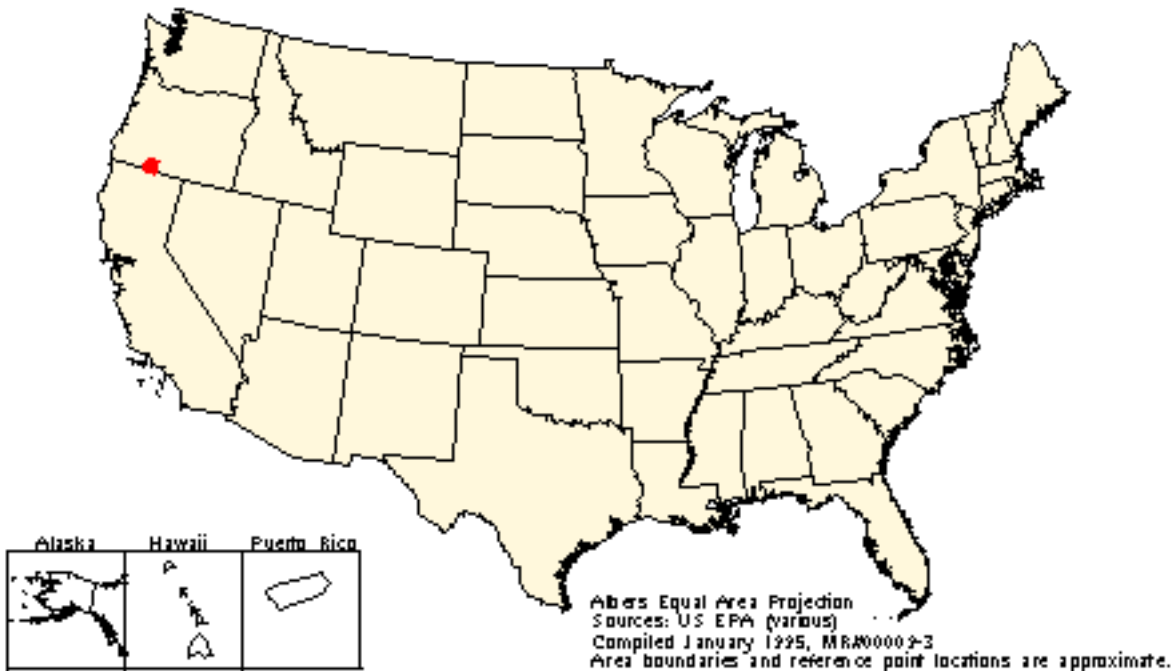 Alaska
Hawaii
Puerto Rico
Albers Equal Area Projection
Sources: US EPA (various)
Compiled January 1995, MR#00009-3
Area boundaries and reference point locations are approximate.